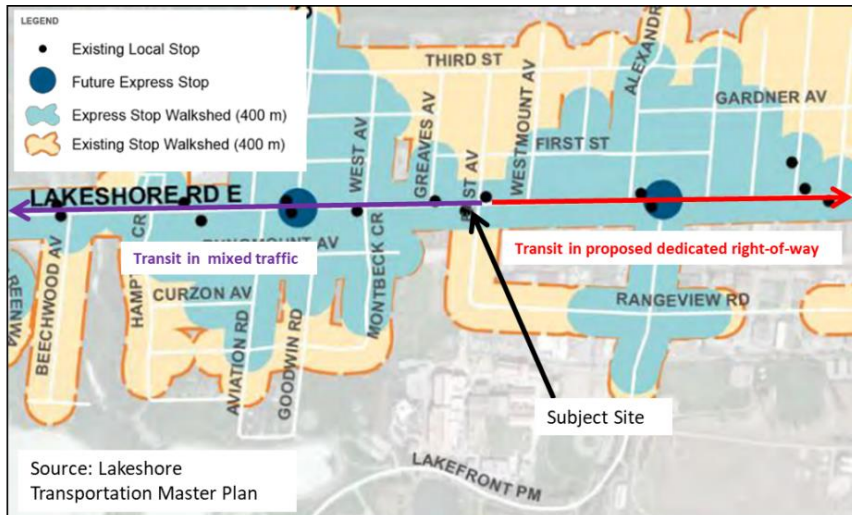 LEGEND
Existing Local Stop
Future Express Stop
Express Stop Walkshed (400 m)
Existing Stop Walkshed (400 m)
THIRD ST
ALEXANDR
GARDNER AV
FIRST ST
WESTMOUNT AV
GREAVES AV
WEST AV
ST AV
LAKESHORE RD E
Transit in mixed traffic
Transit in proposed dedicated right-of-way
MONTBECK CR
CURZON AV
RANGEVIEW RD
BEECHWOOD AV
AVIATION RD
GOODWIN RD
Subject Site
LAKEFRONT PM
Source: Lakeshore
Transportation Master Plan